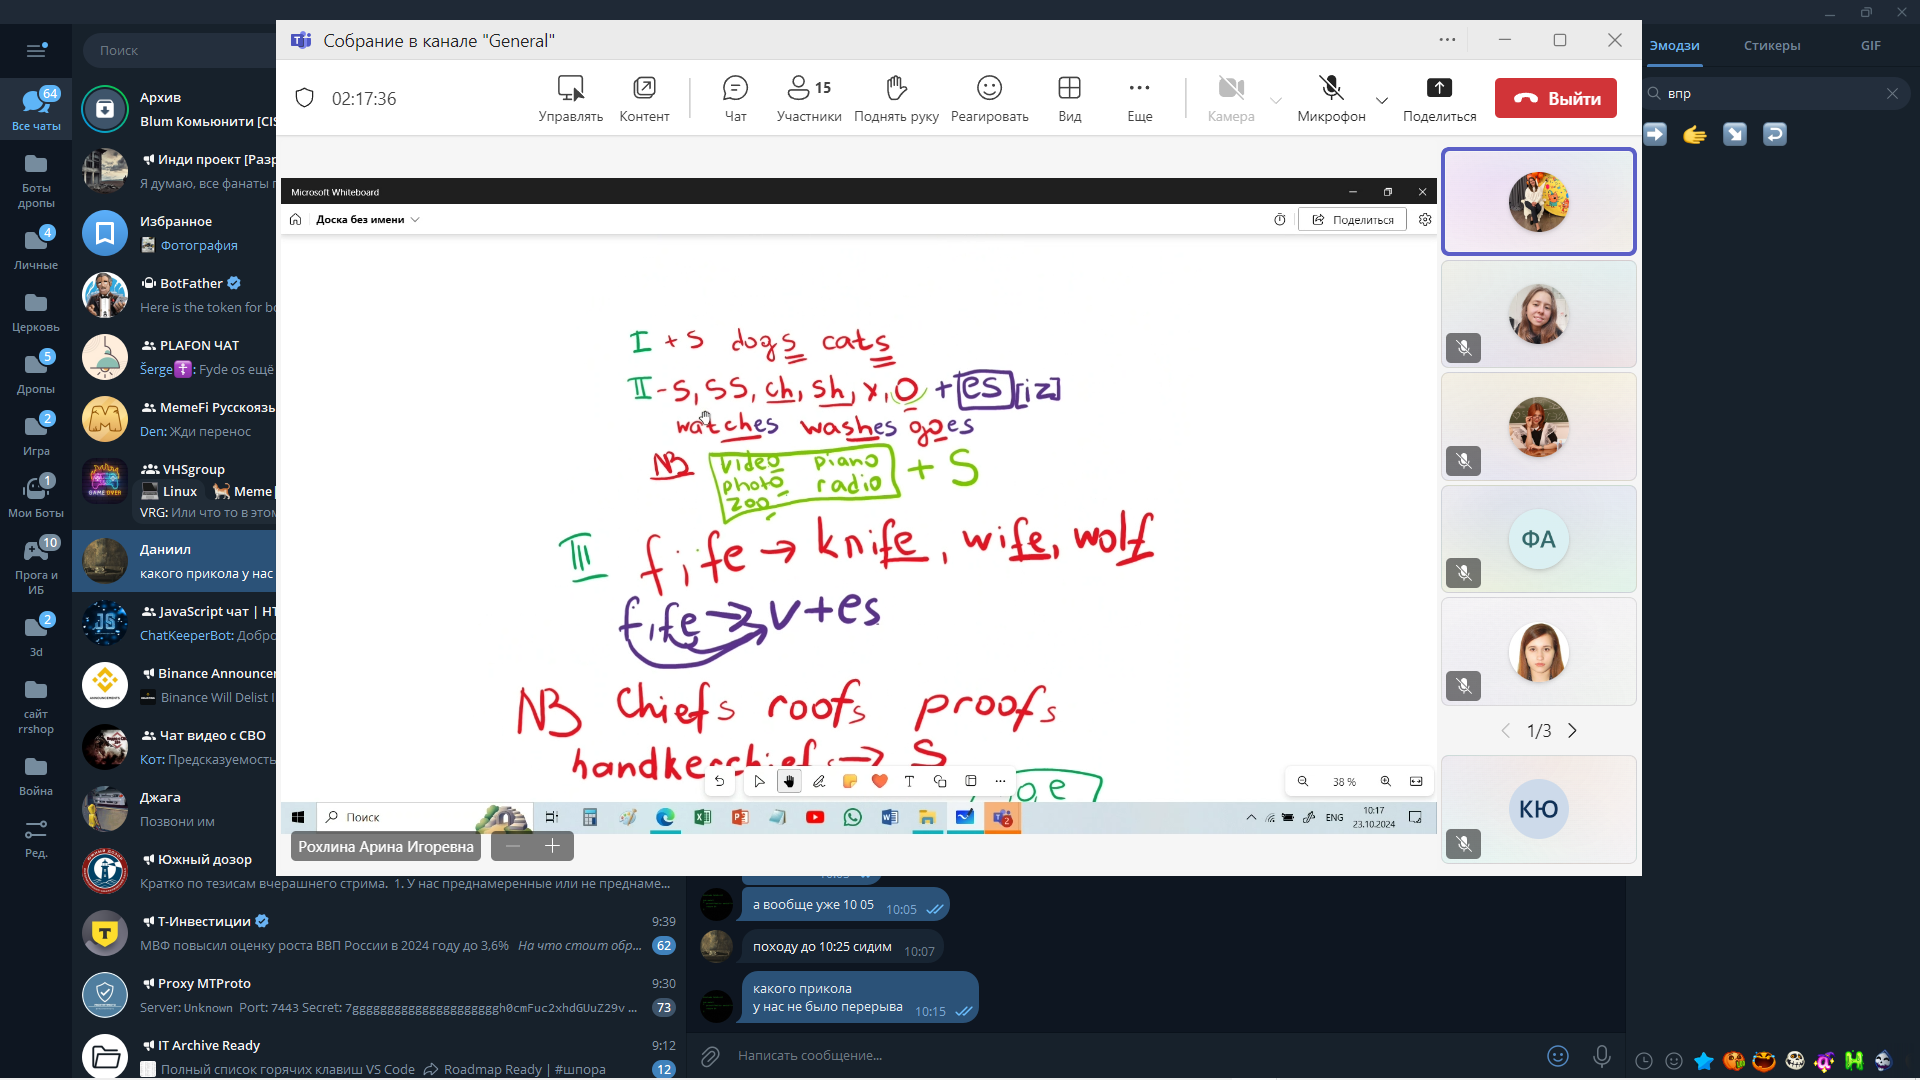 Поиск
64
Все чаты
Боты
дропы
4
Личные
Церковь
5
Дропы
2
Игра
1
Мои Боты
10
Прога и
ИБ
2
3d
сайт
rrshop
Война
Ред.
Архив
Blum Комьюнити [CIS
Инди проект [Разр
Я думаю, все фанаты г
Избранное
Фотография
BotFather
Here is the token for bo
PLAFON ЧАТ
Šerge✝️: Fyde os ещё
MemeFi Русскоязь
Den: Жди перенос
VHSgroup
Linux Meme
VRG: Или что то в этом
GAME OVER
Даниил
какого прикола у нас
JavaScript чат | HT
ChatKeeperBot: Добро
Binance Announcer
Binance Will Delist I
Чат видео с СВО
Кот: Предсказуемость
Джага
Позвони им
Южный дозор
Кратко по тезисам вчерашнего стрима. 1. У нас преднамеренные или не преднаме...
Т-Инвестиции 9:39
МВФ повысил оценку роста ВВП России в 2024 году до 3,6% На что стоит обр... 62
Proxy MTProto 9:30
Server: Unknown Port: 7443 Secret: 7gggggggggggggggggggggh0cmFuc2xhdGUuZ29v ... 73
IT Archive Ready 9:12
Полный список горячих клавиш VS Code Roadmap Ready | #шпора 12
Собрание в канале "General"
02:17:36
Управлять
Контент
Чат
15
Участники
Поднять руку
Реагировать
Вид
Еще
Камера
Микрофон
Поделиться
Выйти
Microsoft Whiteboard
Доска без имени
Поделиться
I + s dogs cats
II - s, ss, ch, sh, x, o + es [iz]
watches washes goes
NB video piano + S
photo radio
zoo
III f, fe → knife, wife, wolf
f, fe → v+es
NB Chiefs roofs proofs
handkerchiefs → S
38 %
Поиск
ENG
10:17
23.10.2024
2
Рохлина Арина Игоревна
ФА
1/3
КЮ
а вообще уже 10 05 10:05
походу до 10:25 сидим 10:07
какого прикола
у нас не было перерыва 10:15
Написать сообщение...
Эмодзи
Стикеры
GIF
впр